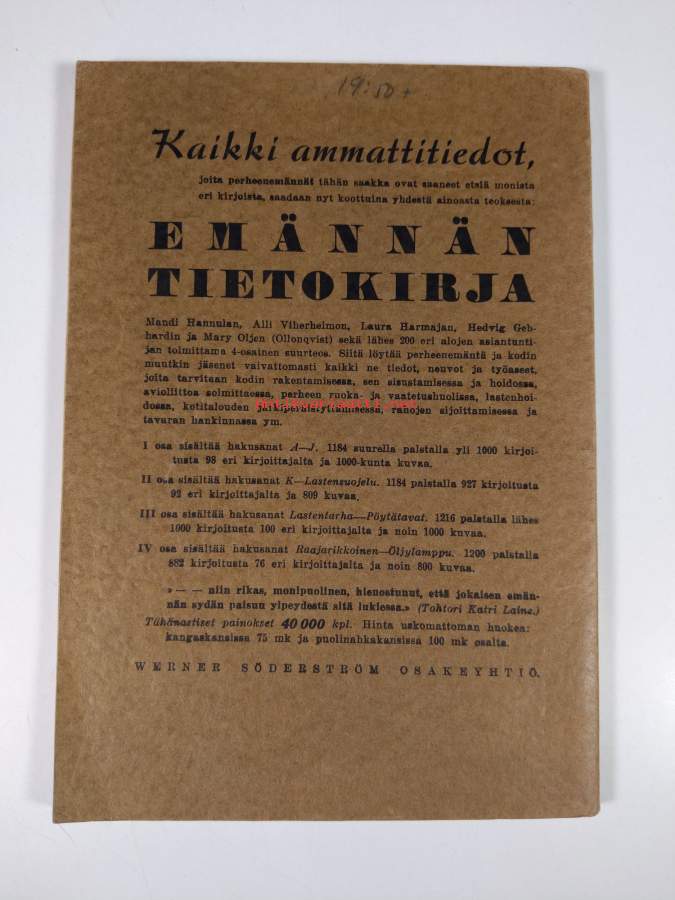 19:50+
Kaikki ammattitiedot,
joita perheenemännät tähän saakka ovat saaneet etsiä monista
eri kirjoista, saadaan nyt koottuina yhdestä ainoasta teoksesta:
EMÄNNÄN
TIETOKIRJA
Mandi Hannulan, Alli Viherheimon, Laura Harmajan, Hedvig Geb-
hardin ja Mary Oljen (Ollonqvist) sekä lähes 200 eri alojen asiantunti-
jan toimittama 4-osainen suurteos. Siitä löytää perheenemäntä ja kodin
muutkin jäsenet vaivattomasti kaikki ne tiedot, neuvot ja työaseet,
joita tarvitaan kodin rakentamisessa, sen sisustamisessa ja hoidossa,
avioliittoa solmittaessa, perheen ruoka- ja vaatetushuolissa, lastenhoi-
dossa, kotitalouden järkiperäistyttämisessä, rahojen sijoittamisessa ja
tavaran hankinnassa ym.
I osa sisältää hakusanat A—J. 1184 suurella palstalla yli 1000 kirjoi-
tusta 98 eri kirjoittajalta ja 1000-kunta kuvaa.
II osa sisältää hakusanat K—Lastensuojelu. 1184 palstalla 927 kirjoitusta
92 eri kirjoittajalta ja 809 kuvaa.
III osa sisältää hakusanat Lastentarha—Pöytätavat. 1216 palstalla lähes
1000 kirjoitusta 100 eri kirjoittajalta ja noin 1000 kuvaa.
IV osa sisältää hakusanat Raajarikkoinen—Öljylamppu. 1200 palstalla
882 kirjoitusta 76 eri kirjoittajalta ja noin 800 kuvaa.
» — — niin rikas, monipuolinen, hienostunut, että jokaisen emän-
nän sydän paisuu ylpeydestä sitä lukiessa.» (Tohtori Katri Laine.)
Tähänastiset painokset 40000 kpl. Hinta uskomattoman huokea:
kangaskansissa 75 mk ja puolinahkakansissa 100 mk osalta.
WERNER SÖDERSTRÖM OSAKEYHTIÖ.